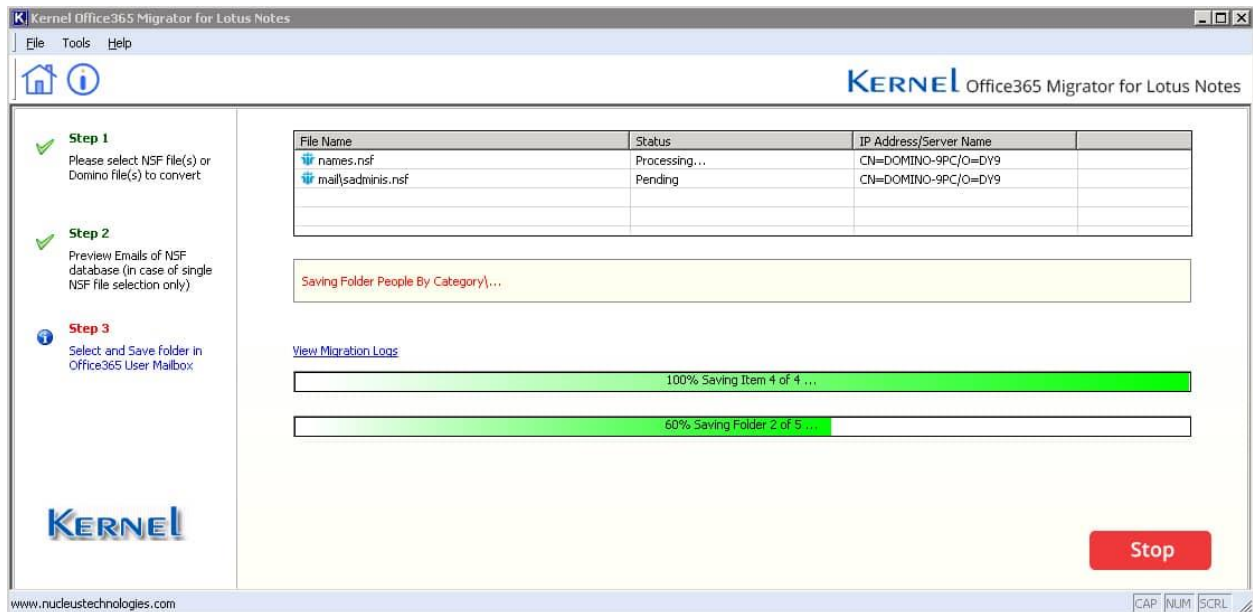 Kernel Office365 Migrator for Lotus Notes
File Tools Help
KERNEL Office365 Migrator for Lotus Notes
Step 1
Please select NSF file(s) or
Domino file(s) to convert
Step 2
Preview Emails of NSF
database (in case of single
NSF file selection only)
Step 3
Select and Save folder in
Office365 User Mailbox
KERNEL
File Name Status IP Address/Server Name
names.nsf Processing... CN=DOMINO-9PC/O=DY9
mail\sadminis.nsf Pending CN=DOMINO-9PC/O=DY9
Saving Folder People By Category\...
View Migration Logs
100% Saving Item 4 of 4 ...
60% Saving Folder 2 of 5 ...
Stop
www.nucleustechnologies.com CAP NUM SCRL